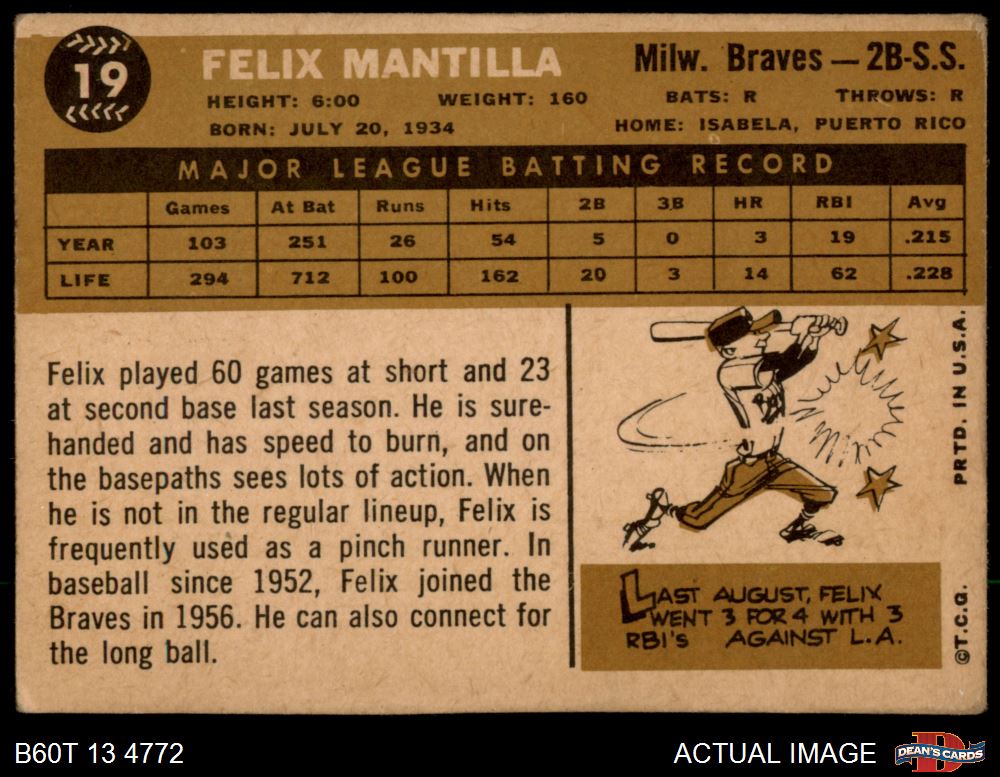 19
FELIX MANTILLA
Milw. Braves — 2B-S.S.
HEIGHT: 6:00 WEIGHT: 160 BATS: R THROWS: R
BORN: JULY 20, 1934 HOME: ISABELA, PUERTO RICO
MAJOR LEAGUE BATTING RECORD
Games At Bat Runs Hits 2B 3B HR RBI Avg
YEAR 103 251 26 54 5 0 3 19 .215
LIFE 294 712 100 162 20 3 14 62 .228
Felix played 60 games at short and 23
at second base last season. He is sure-
handed and has speed to burn, and on
the basepaths sees lots of action. When
he is not in the regular lineup, Felix is
frequently used as a pinch runner. In
baseball since 1952, Felix joined the
Braves in 1956. He can also connect for
the long ball.
LAST AUGUST, FELIX
WENT 3 FOR 4 WITH 3
RBI's AGAINST L.A.
©T.C.G. PRTD. IN U.S.A.
B60T 13 4772
ACTUAL IMAGE
DEAN'S CARDS